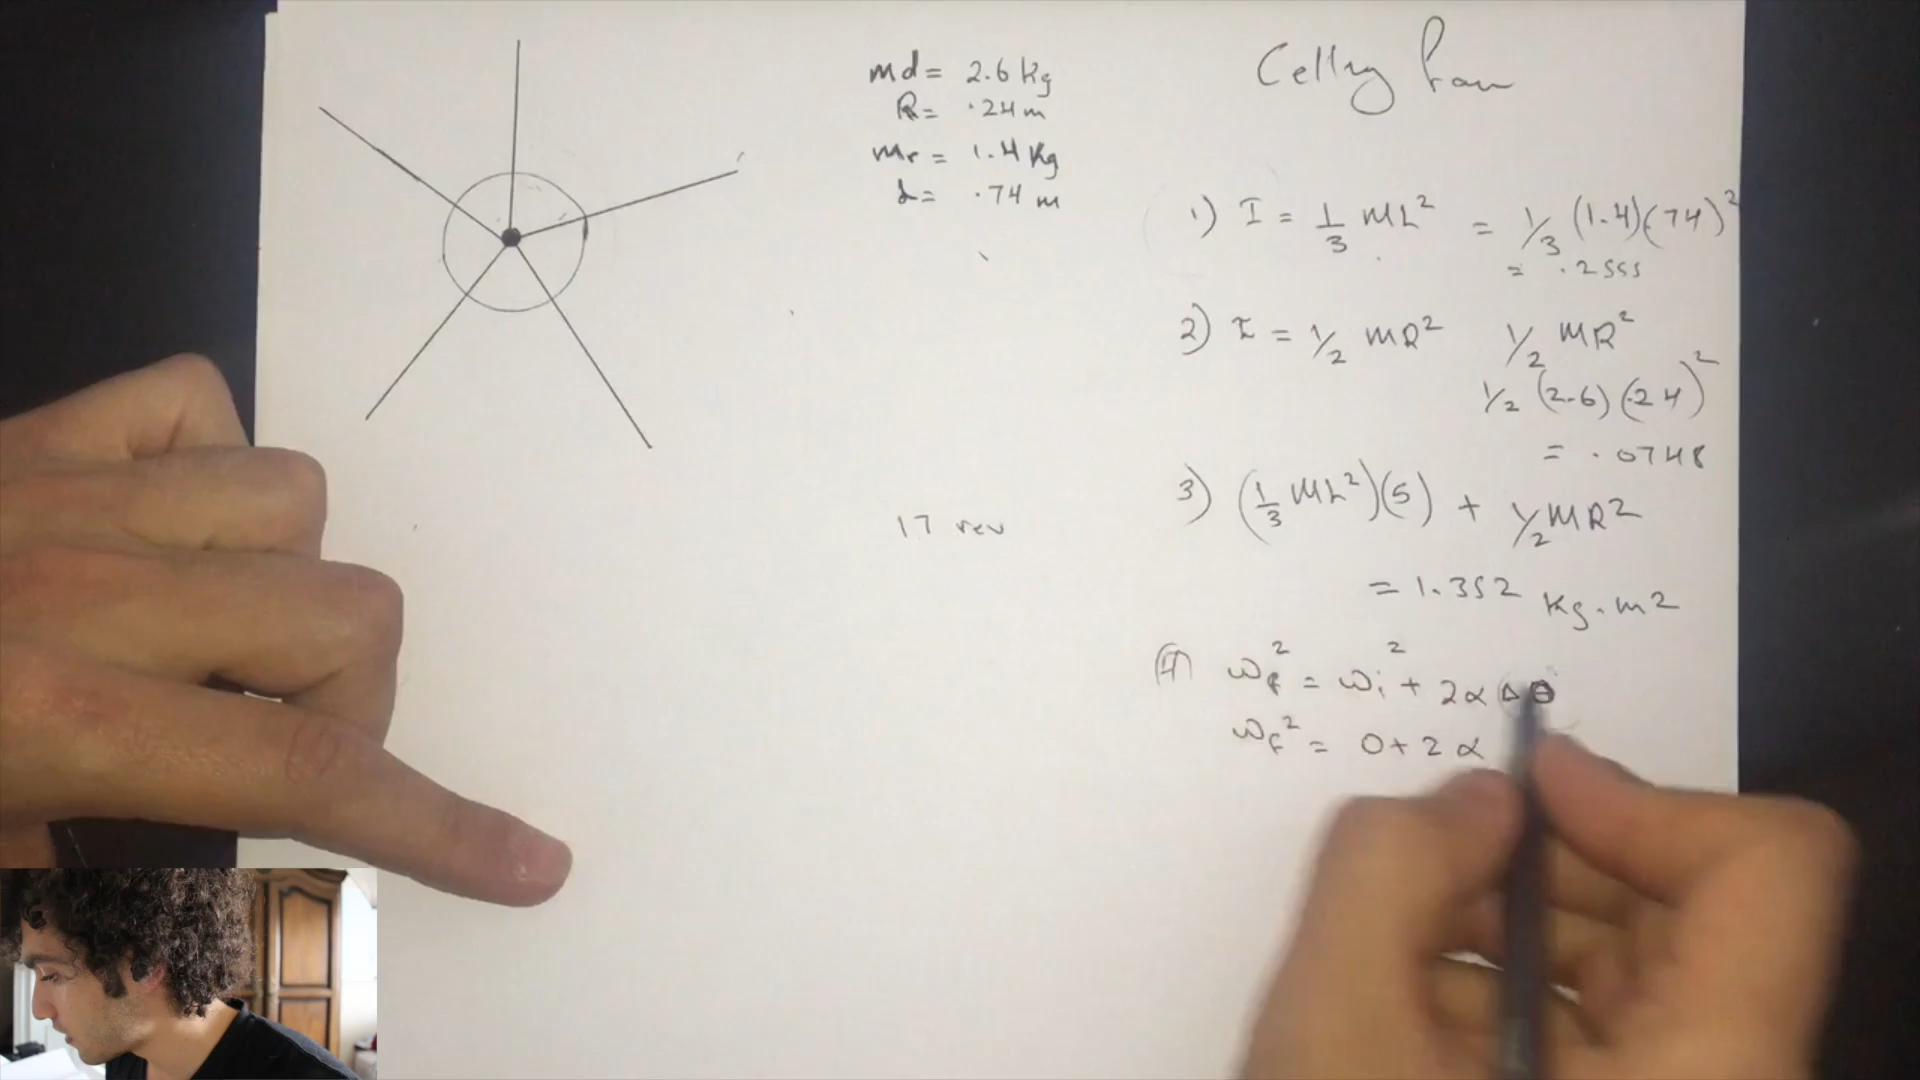 md = 2.6 kg
R = .24 m
mr = 1.4 kg
L = .74 m
17 rev
1) I = 1/3 ML² = 1/3 (1.4)(.74)²
= .2555
2) I = 1/2 MR² 1/2 MR²
1/2 (2.6) (.24)²
= .0748
3) (1/3 ML²)(5) + 1/2 MR²
= 1.352 kg.m2
4) ωf² = ωi² + 2α Δθ
ωf² = 0 + 2α